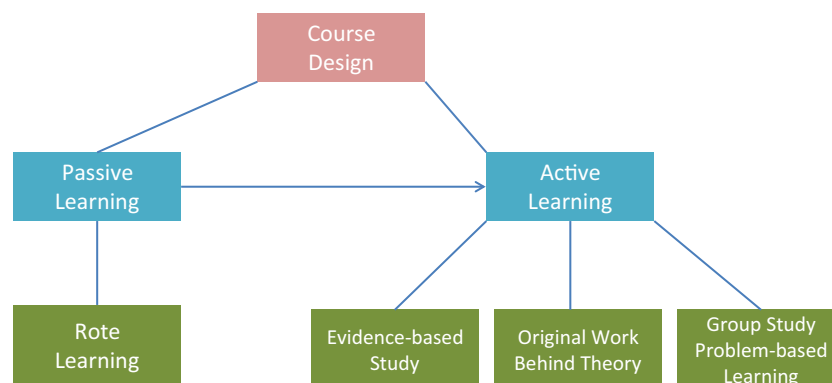 Course
Design
Passive
Learning
Active
Learning
Rote
Learning
Evidence-based
Study
Original Work
Behind Theory
Group Study
Problem-based
Learning